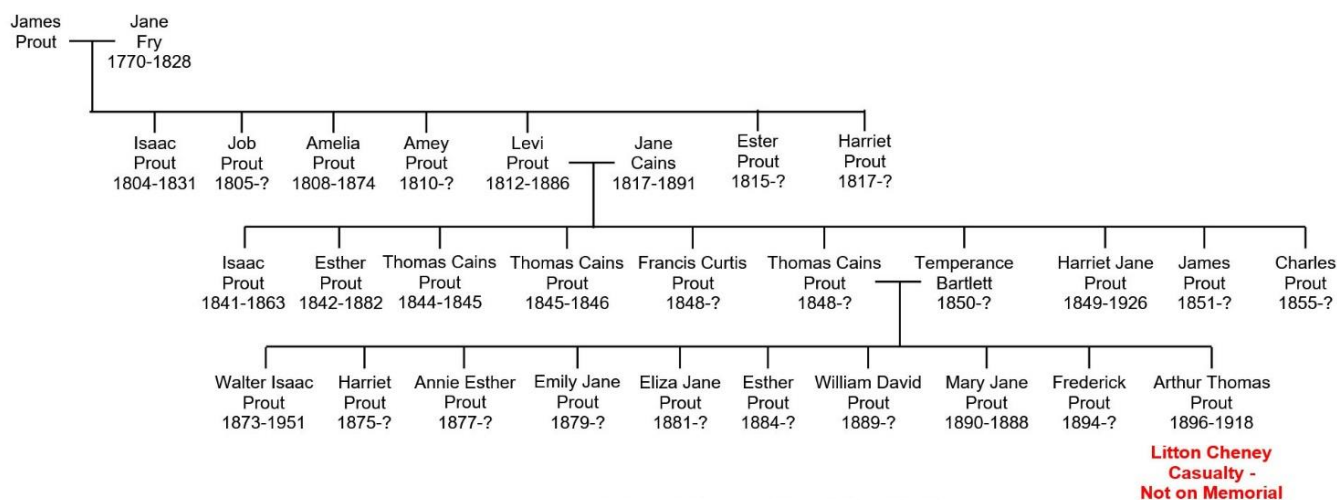 James
Prout
Jane
Fry
1770-1828
Isaac
Prout
1804-1831
Job
Prout
1805-?
Amelia
Prout
1808-1874
Amey
Prout
1810-?
Levi
Prout
1812-1886
Jane
Cains
1817-1891
Ester
Prout
1815-?
Harriet
Prout
1817-?
Isaac
Prout
1841-1863
Esther
Prout
1842-1882
Thomas Cains
Prout
1844-1845
Thomas Cains
Prout
1845-1846
Francis Curtis
Prout
1848-?
Thomas Cains
Prout
1848-?
Temperance
Bartlett
1850-?
Harriet Jane
Prout
1849-1926
James
Prout
1851-?
Charles
Prout
1855-?
Walter Isaac
Prout
1873-1951
Harriet
Prout
1875-?
Annie Esther
Prout
1877-?
Emily Jane
Prout
1879-?
Eliza Jane
Prout
1881-?
Esther
Prout
1884-?
William David
Prout
1889-?
Mary Jane
Prout
1890-1888
Frederick
Prout
1894-?
Arthur Thomas
Prout
1896-1918
Litton Cheney
Casualty -
Not on Memorial